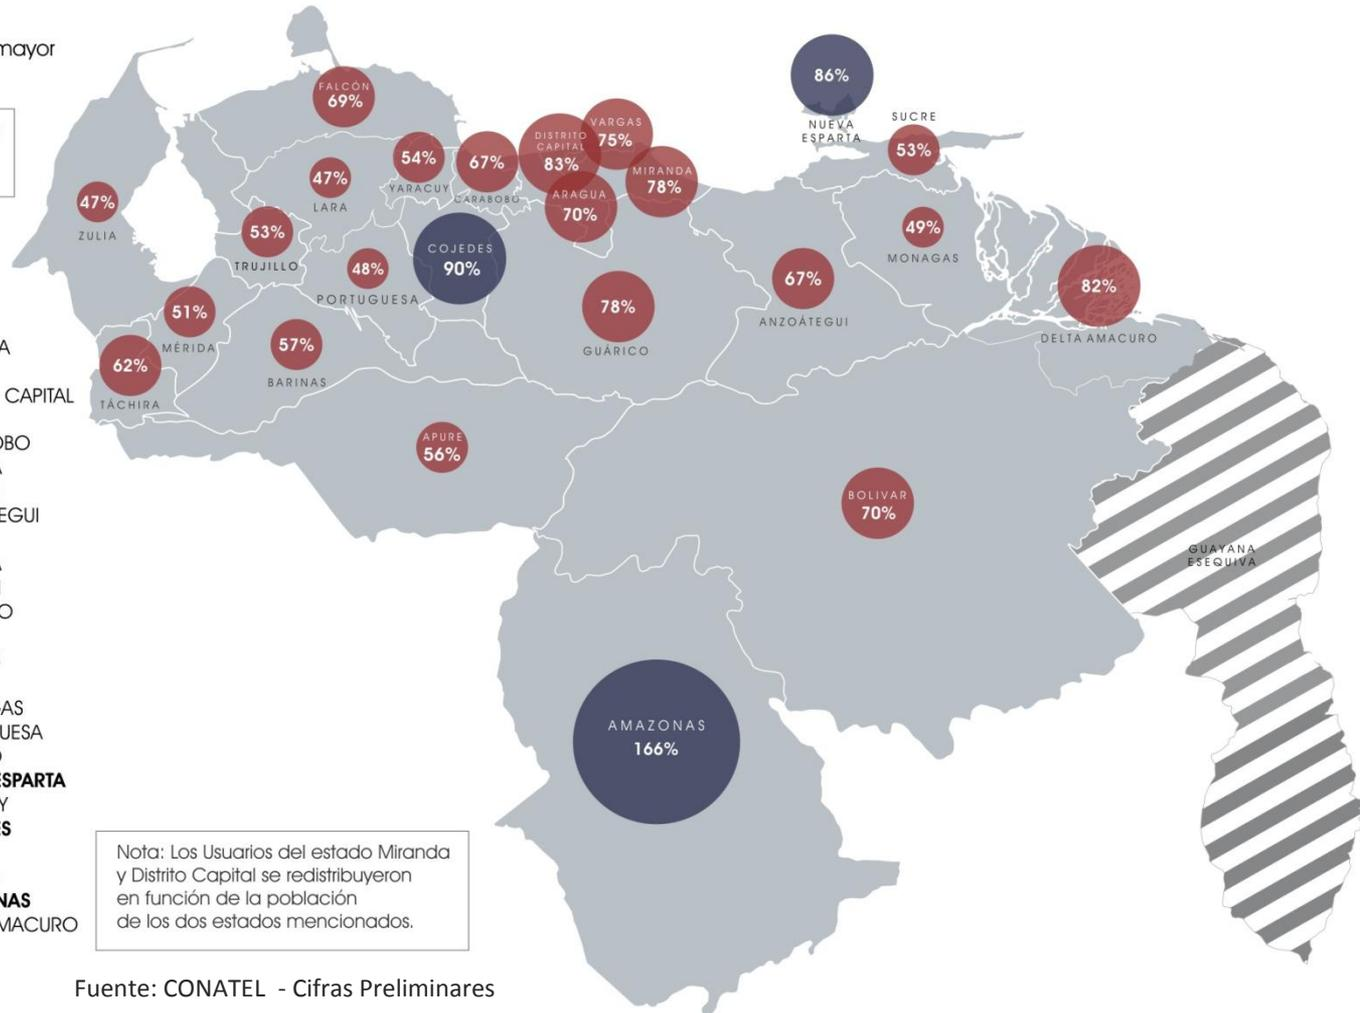 mayor
FALCÓN
69%
86%
NUEVA
ESPARTA
SUCRE
53%
VARGAS
75%
DISTRITO
CAPITAL
83%
MIRANDA
78%
ARAGUA
70%
54%
YARACUY
67%
CARABOBO
47%
LARA
47%
ZULIA
53%
TRUJILLO
48%
PORTUGUESA
COJEDES
90%
49%
MONAGAS
67%
ANZOÁTEGUI
82%
DELTA AMACURO
78%
GUÁRICO
51%
MÉRIDA
57%
BARINAS
62%
TÁCHIRA
APURE
56%
BOLIVAR
70%
GUAYANA
ESEQUIVA
AMAZONAS
166%
A
CAPITAL
OBO
A
EGUI
A
O
GAS
UESA
O
ESPARTA
Y
ES
NAS
MACURO
Nota: Los Usuarios del estado Miranda
y Distrito Capital se redistribuyeron
en función de la población
de los dos estados mencionados.
Fuente: CONATEL - Cifras Preliminares